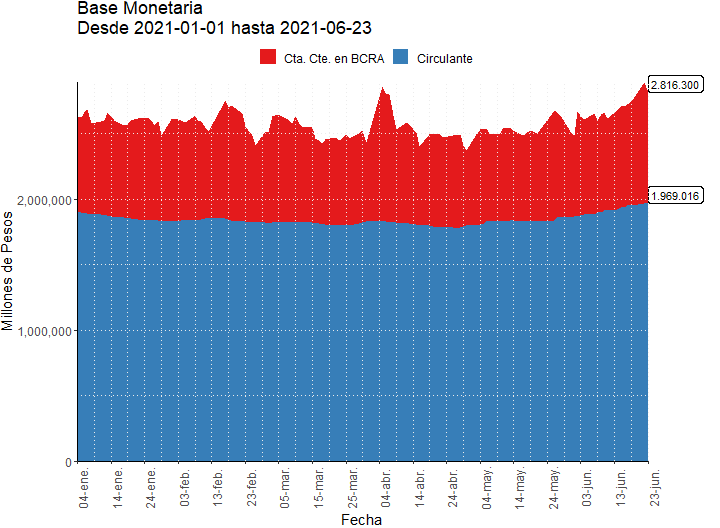 Base Monetaria
Desde 2021-01-01 hasta 2021-06-23
Cta. Cte. en BCRA Circulante
2.816.300
1.969.016
2,000,000
1,000,000
0
Millones de Pesos
04-ene. 14-ene. 24-ene. 03-feb. 13-feb. 23-feb. 05-mar. 15-mar. 25-mar. 04-abr. 14-abr. 24-abr. 04-may. 14-may. 24-may. 03-jun. 13-jun. 23-jun.
Fecha